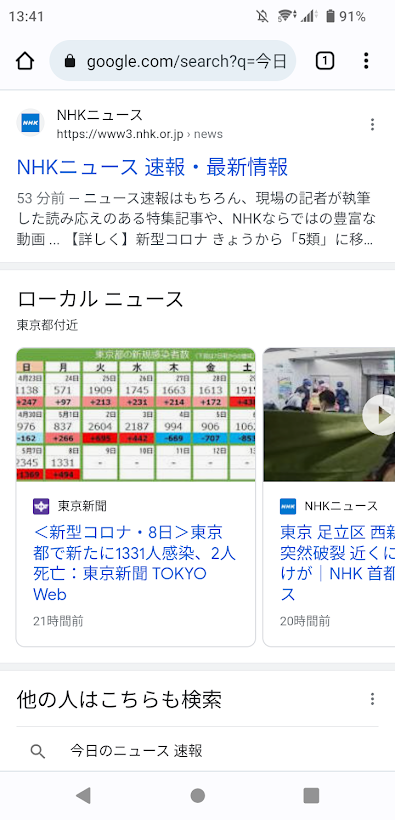 13:41
91%
google.com/search?q=今日
1
NHK
NHKニュース
https://www3.nhk.or.jp › news
NHKニュース 速報・最新情報
53 分前 — ニュース速報はもちろん、現場の記者が執筆
した読み応えのある特集記事や、NHKならではの豊富な
動画 ... 【詳しく】新型コロナ きょうから「5類」に移...
ローカル ニュース
東京都付近
東京都の新規感染者数
日 月 火 水 木 金 土
4月23日 24日 25日 26日 27日 28日
1138 571 1909 1745 1663 1613 1915
+247 +97 +213 +231 +214 +172
4月30日 5月1日 2日 3日 4日 5日
976 837 2604 2187 994 906
-162 +266 +695 +442 -669 -707
5月7日 8日 9日 10日 11日 12日
2345 1331 - - - - -
+1369 +494
東京新聞
＜新型コロナ・8日＞東京
都で新たに1331人感染、2人
死亡：東京新聞 TOKYO
Web
21時間前
NHK
NHKニュース
東京 足立区 西新
突然破裂 近くに
けが｜NHK 首都
ス
20時間前
他の人はこちらも検索
今日のニュース 速報